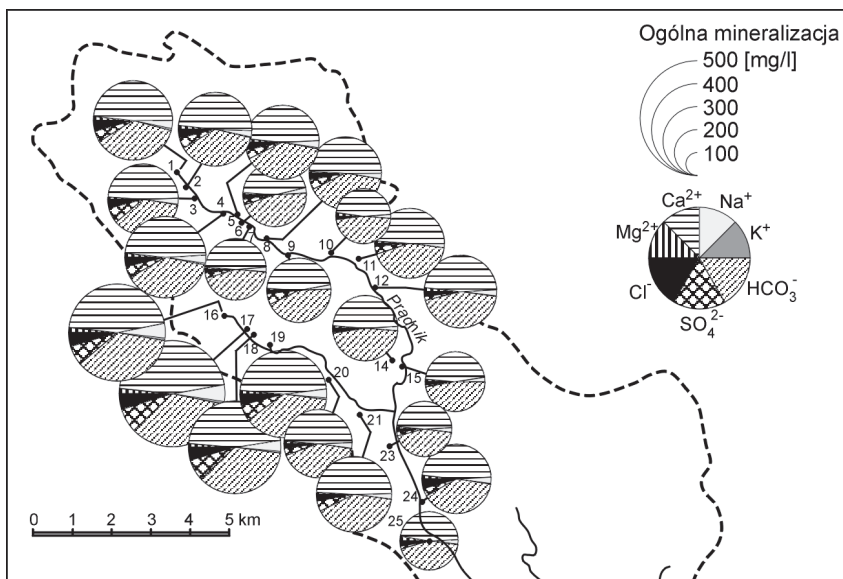 Ogólna mineralizacja
500 [mg/l]
400
300
200
100
Ca²⁺
Na⁺
Mg²⁺
K⁺
Cl⁻
HCO₃⁻
SO₄²⁻
1
2
3
4
5
6
8
9
10
11
12
Prądnik
14
15
16
17
18
19
20
21
23
24
25
0 1 2 3 4 5 km